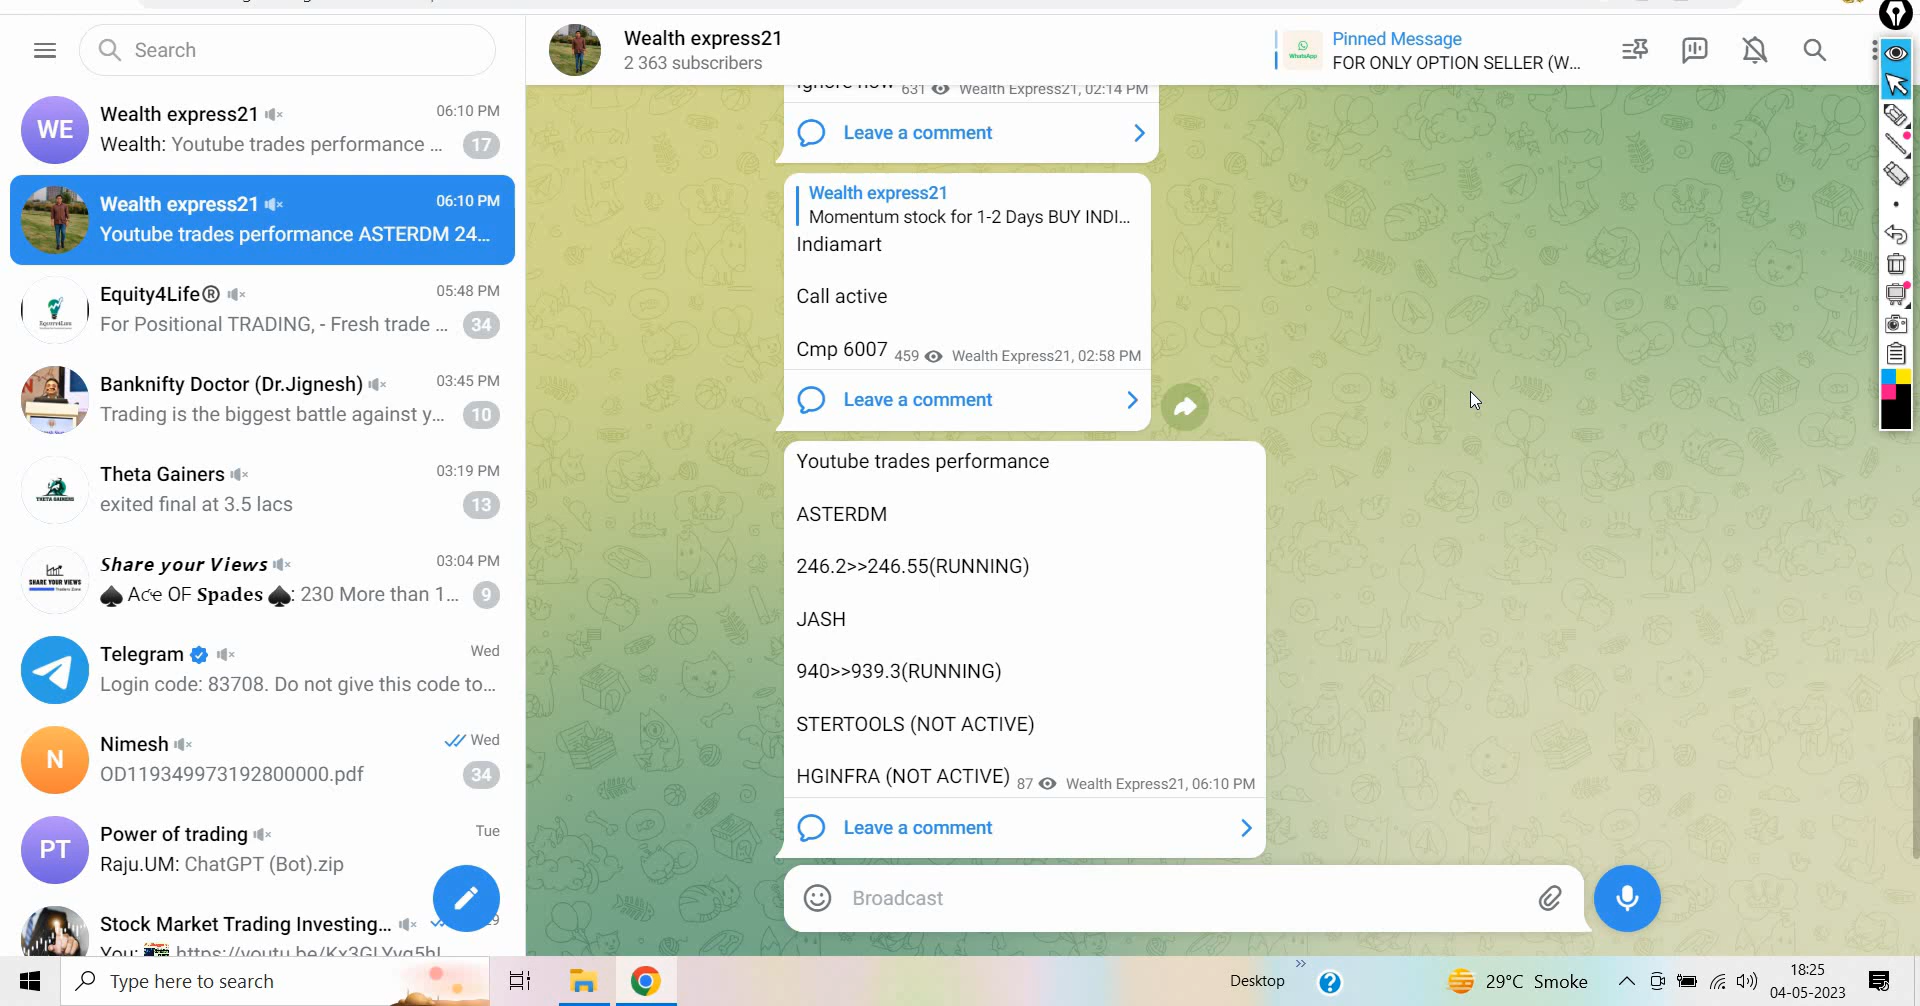 Search
Wealth express21
06:10 PM
Wealth: Youtube trades performance ...
17
Wealth express21
06:10 PM
Youtube trades performance ASTERDM 24...
Equity4Life®
05:48 PM
For Positional TRADING, - Fresh trade ...
34
Banknifty Doctor (Dr.Jignesh)
03:45 PM
Trading is the biggest battle against y...
10
Theta Gainers
03:19 PM
exited final at 3.5 lacs
13
Share your Views
03:04 PM
♠ Ace OF Spades ♠: 230 More than 1...
9
Telegram
Wed
Login code: 83708. Do not give this code to...
Nimesh
Wed
OD119349973192800000.pdf
34
Power of trading
Tue
Raju.UM: ChatGPT (Bot).zip
Stock Market Trading Investing...
WE
N
PT
THETA GAINERS
SHARE YOUR VIEWS
Wealth express21
2 363 subscribers
WhatsApp
Pinned Message
FOR ONLY OPTION SELLER (W...
Ignore now 631 Wealth Express21, 02:14 PM
Leave a comment
Wealth express21
Momentum stock for 1-2 Days BUY INDI...
Indiamart
Call active
Cmp 6007 459 Wealth Express21, 02:58 PM
Leave a comment
Youtube trades performance
ASTERDM
246.2>>246.55(RUNNING)
JASH
940>>939.3(RUNNING)
STERTOOLS (NOT ACTIVE)
HGINFRA (NOT ACTIVE) 87 Wealth Express21, 06:10 PM
Leave a comment
Broadcast
Type here to search
Desktop
29°C Smoke
18:25
04-05-2023